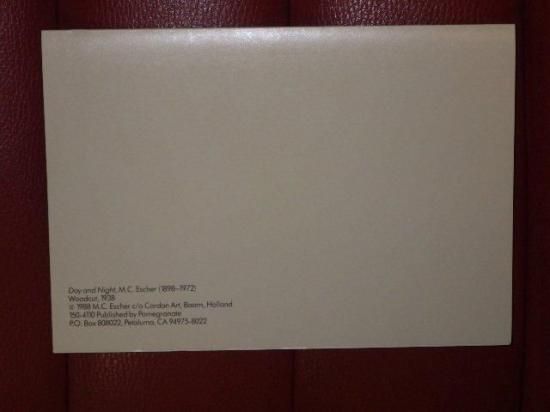 Day and Night, M.C. Escher (1898–1972)
Woodcut, 1938
© 1988 M.C. Escher c/o Cordon Art, Baarn, Holland
150-4110 Published by Pomegranate
P.O. Box 808022, Petaluma, CA 94975-8022